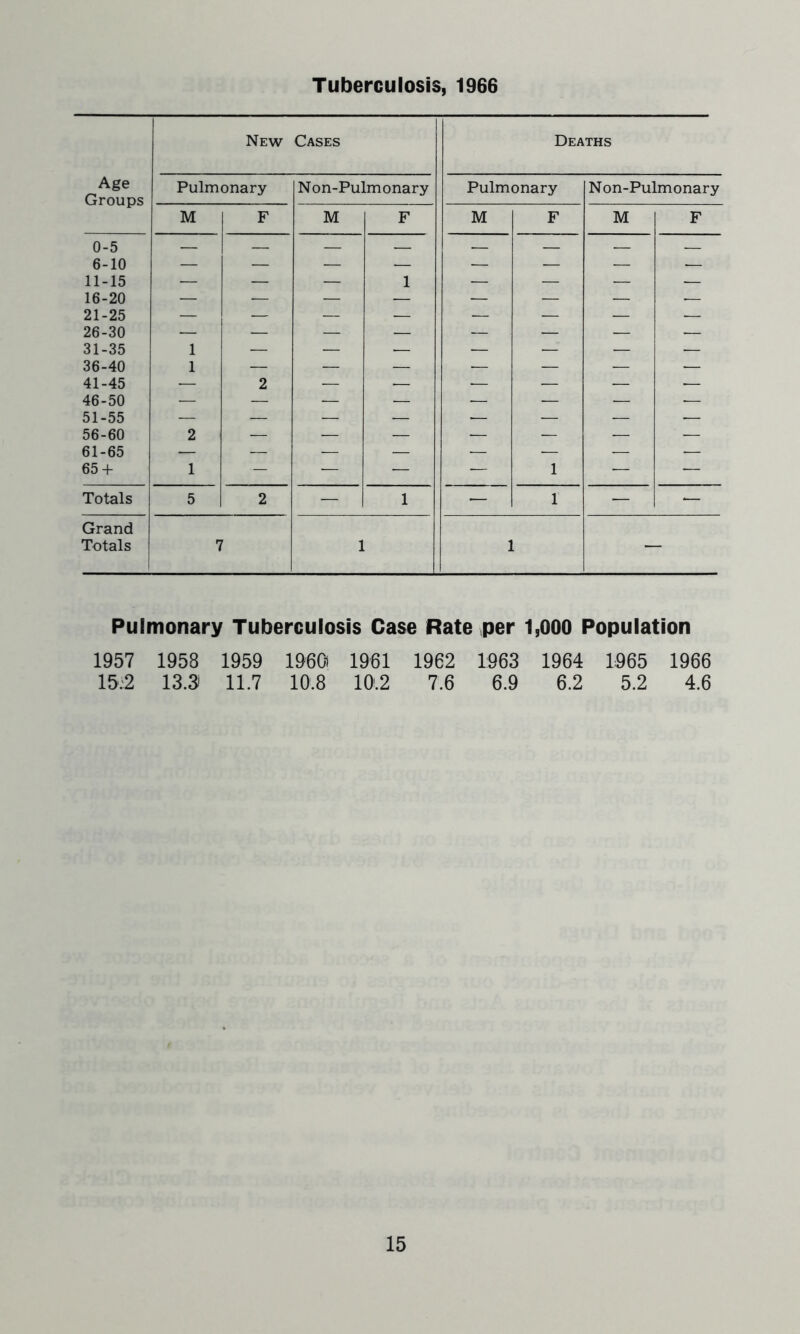 Tuberculosis, 1966
New Cases Deaths
Age Groups Pulmonary Non-Pulmonary Pulmonary Non-Pulmonary
M F M F M F M F
0-5 — — — — — — — —
6-10 — — — — — — — —
11-15 — — — 1 — — — —
16-20 — — — — — — — —
21-25 — — — — — — — —
26-30 — — — — — — — —
31-35 1 — — — — — — —
36-40 1 — — — — — — —
41-45 — 2 — — — — — —
46-50 — — — — — — — —
51-55 — — — — — — — —
56-60 2 — — — — — — —
61-65 — — — — — — — —
65+ 1 — — — — 1 — —
Totals 5 2 — 1 — 1 — —
Grand
Totals 7 1 1 —
Pulmonary Tuberculosis Case Rate per 1,000 Population
1957 1958 1959 1960 1961 1962 1963 1964 1965 1966
15.2 13.3 11.7 10.8 10.2 7.6 6.9 6.2 5.2 4.6
15